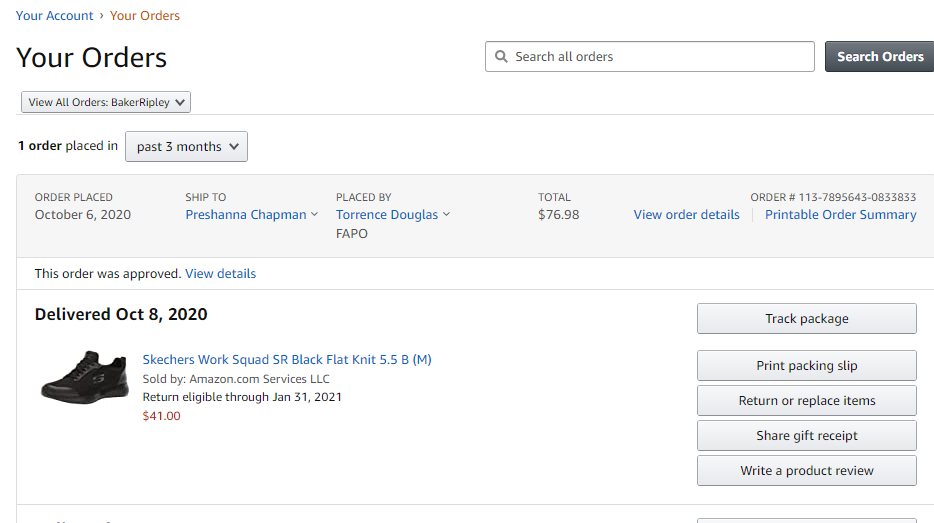 Your Account › Your Orders
Your Orders
Search all orders
Search Orders
View All Orders: BakerRipley
1 order placed in past 3 months
ORDER PLACED SHIP TO PLACED BY TOTAL ORDER # 113-7895643-0833833
October 6, 2020 Preshanna Chapman Torrence Douglas $76.98 View order details Printable Order Summary
FAPO
This order was approved. View details
Delivered Oct 8, 2020
Skechers Work Squad SR Black Flat Knit 5.5 B (M)
Sold by: Amazon.com Services LLC
Return eligible through Jan 31, 2021
$41.00
Track package
Print packing slip
Return or replace items
Share gift receipt
Write a product review